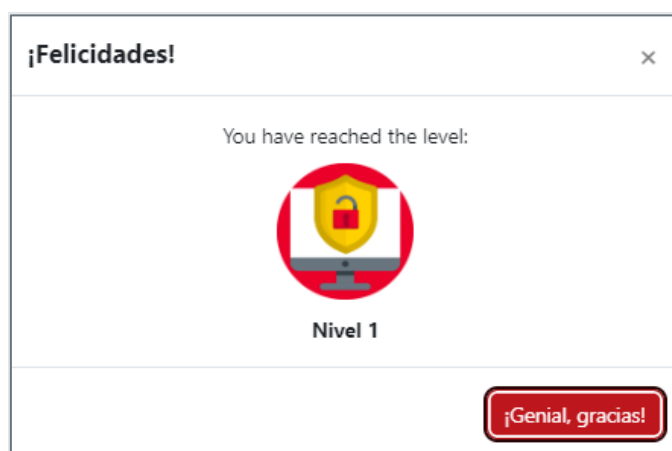 ¡Felicidades!
You have reached the level:
Nivel 1
¡Genial, gracias!